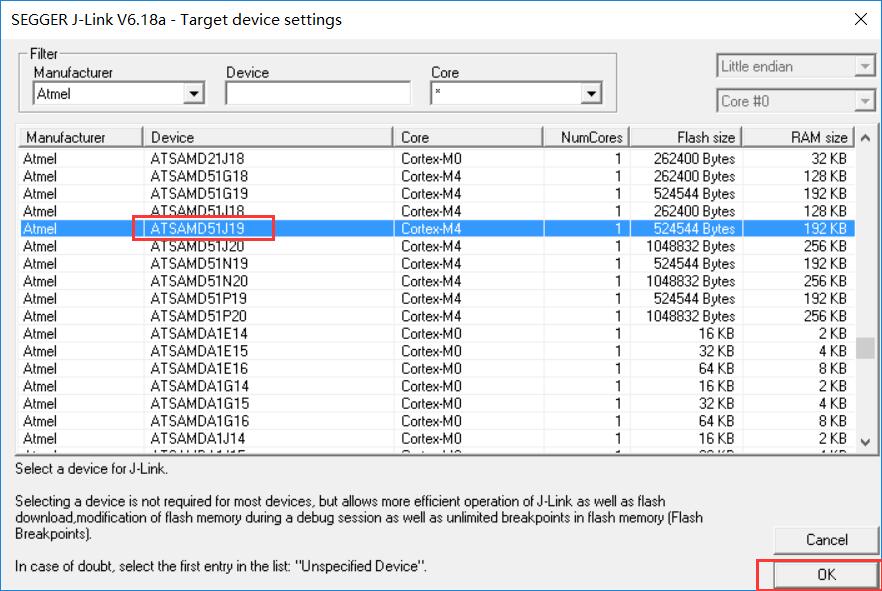 SEGGER J-Link V6.18a - Target device settings
Filter
Manufacturer Device Core
Atmel * Little endian
Core #0
Manufacturer Device Core NumCores Flash size RAM size
Atmel ATSAMD21J18 Cortex-M0 1 262400 Bytes 32 KB
Atmel ATSAMD51G18 Cortex-M4 1 262400 Bytes 128 KB
Atmel ATSAMD51G19 Cortex-M4 1 524544 Bytes 192 KB
Atmel ATSAMD51J18 Cortex-M4 1 262400 Bytes 128 KB
Atmel ATSAMD51J19 Cortex-M4 1 524544 Bytes 192 KB
Atmel ATSAMD51J20 Cortex-M4 1 1048832 Bytes 256 KB
Atmel ATSAMD51N19 Cortex-M4 1 524544 Bytes 192 KB
Atmel ATSAMD51N20 Cortex-M4 1 1048832 Bytes 256 KB
Atmel ATSAMD51P19 Cortex-M4 1 524544 Bytes 192 KB
Atmel ATSAMD51P20 Cortex-M4 1 1048832 Bytes 256 KB
Atmel ATSAMDA1E14 Cortex-M0 1 16 KB 2 KB
Atmel ATSAMDA1E15 Cortex-M0 1 32 KB 4 KB
Atmel ATSAMDA1E16 Cortex-M0 1 64 KB 8 KB
Atmel ATSAMDA1G14 Cortex-M0 1 16 KB 2 KB
Atmel ATSAMDA1G15 Cortex-M0 1 32 KB 4 KB
Atmel ATSAMDA1G16 Cortex-M0 1 64 KB 8 KB
Atmel ATSAMDA1J14 Cortex-M0 1 16 KB 2 KB
Select a device for J-Link.
Selecting a device is not required for most devices, but allows more efficient operation of J-Link as well as flash
download,modification of flash memory during a debug session as well as unlimited breakpoints in flash memory (Flash
Breakpoints).
Cancel
In case of doubt, select the first entry in the list: "Unspecified Device".
OK